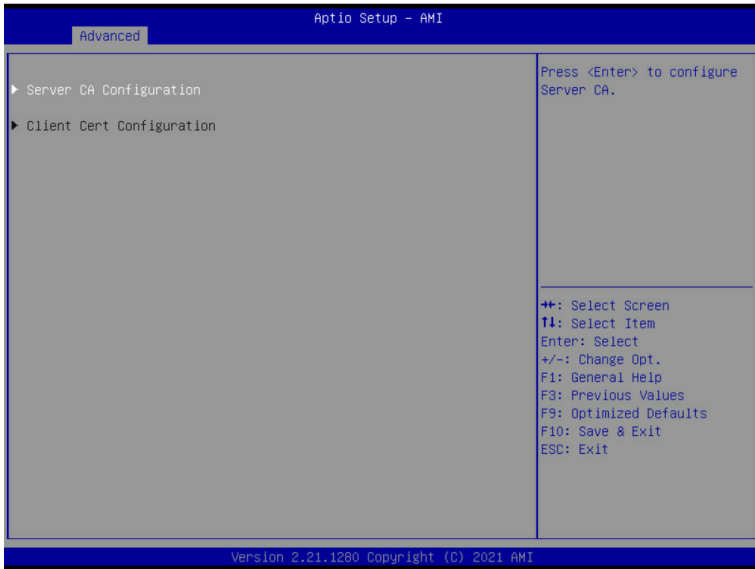 Aptio Setup – AMI
Advanced
▶ Server CA Configuration
▶ Client Cert Configuration
Press <Enter> to configure
Server CA.
→←: Select Screen
↑↓: Select Item
Enter: Select
+/-: Change Opt.
F1: General Help
F3: Previous Values
F9: Optimized Defaults
F10: Save & Exit
ESC: Exit
Version 2.21.1280 Copyright (C) 2021 AMI